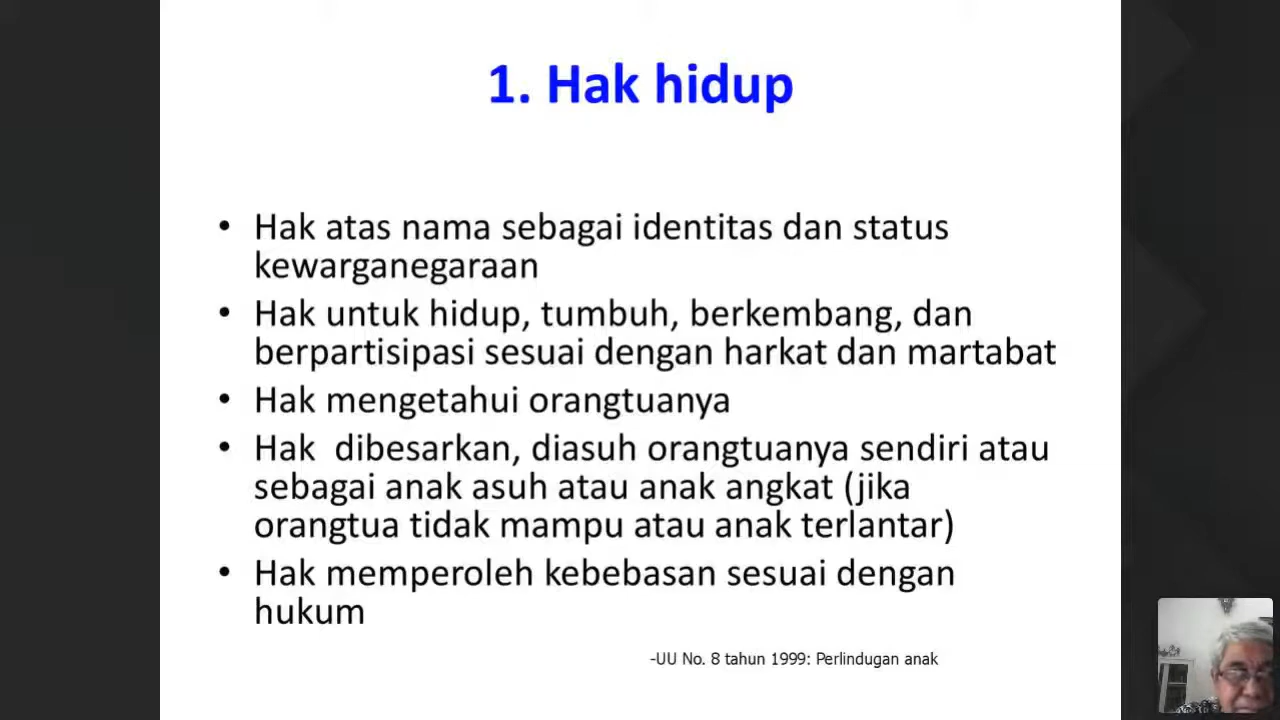 1. Hak hidup
• Hak atas nama sebagai identitas dan status
kewarganegaraan
• Hak untuk hidup, tumbuh, berkembang, dan
berpartisipasi sesuai dengan harkat dan martabat
• Hak mengetahui orangtuanya
• Hak dibesarkan, diasuh orangtuanya sendiri atau
sebagai anak asuh atau anak angkat (jika
orangtua tidak mampu atau anak terlantar)
• Hak memperoleh kebebasan sesuai dengan
hukum
-UU No. 8 tahun 1999: Perlindugan anak